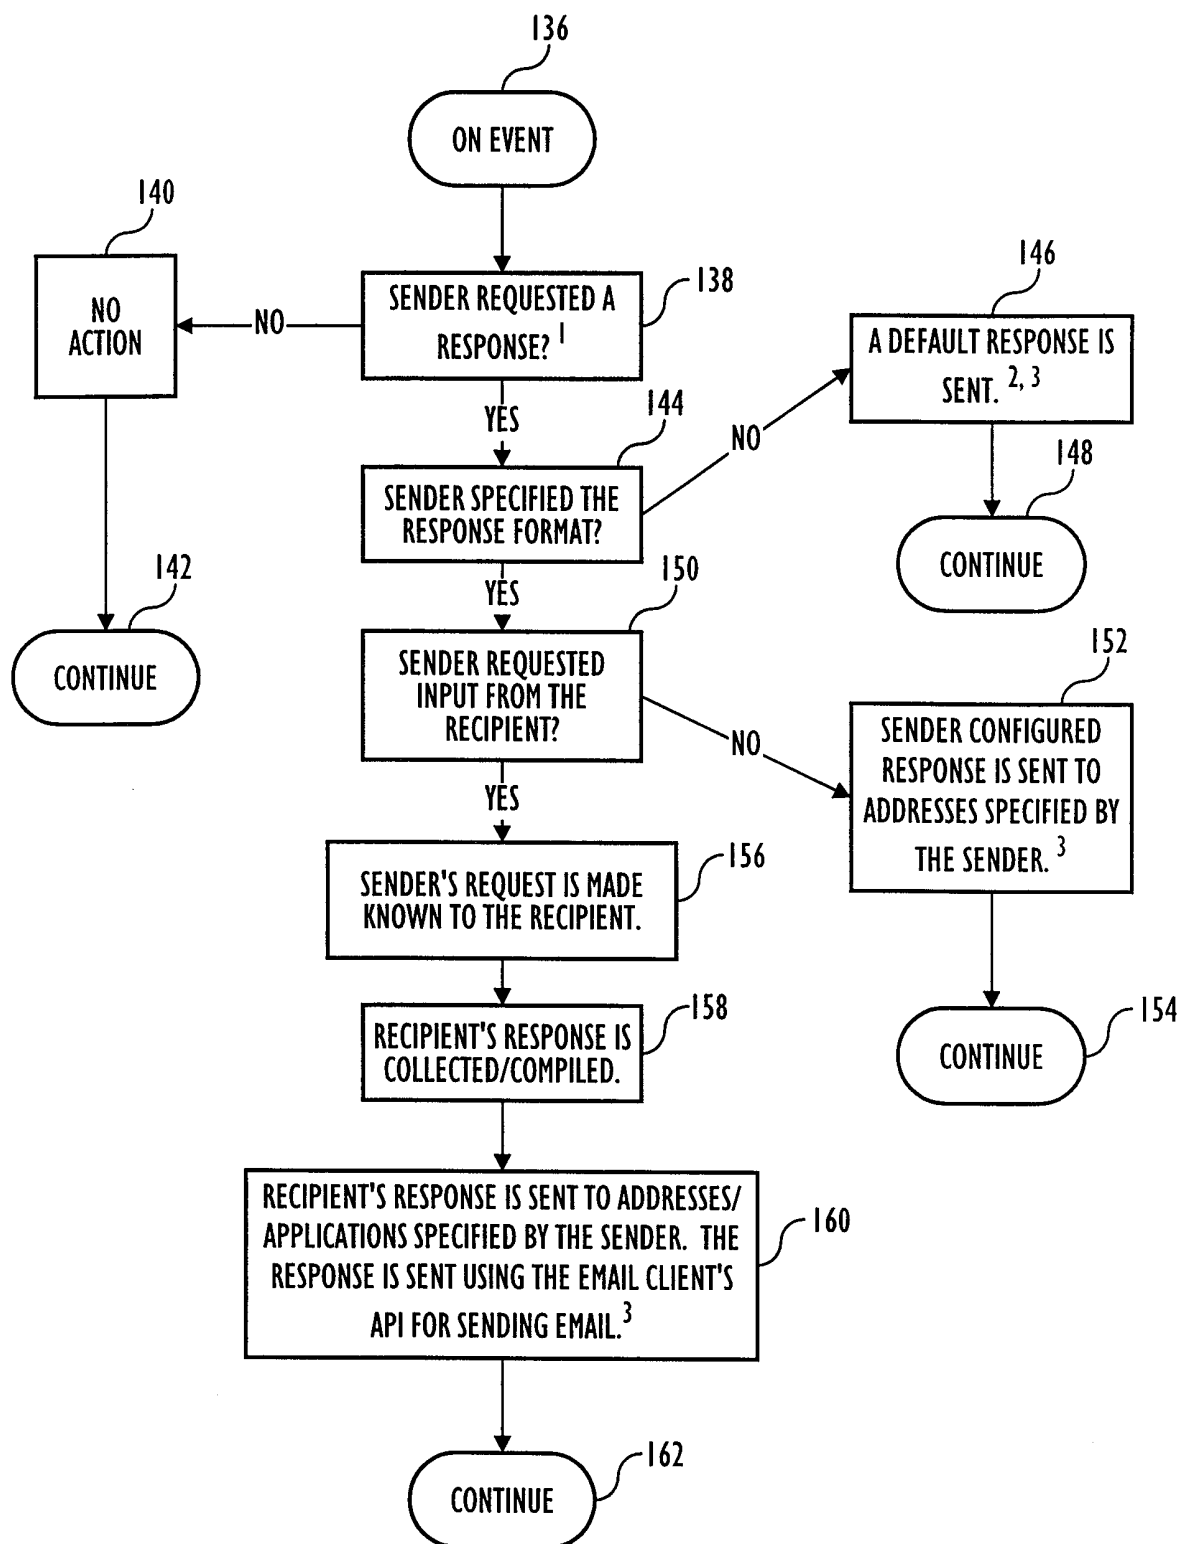 136
ON EVENT
140
NO
ACTION
NO
SENDER REQUESTED A
RESPONSE? 1
138
146
A DEFAULT RESPONSE IS
SENT. 2, 3
YES
144
NO
SENDER SPECIFIED THE
RESPONSE FORMAT?
148
CONTINUE
142
CONTINUE
YES
150
SENDER REQUESTED
INPUT FROM THE
RECIPIENT?
NO
152
SENDER CONFIGURED
RESPONSE IS SENT TO
ADDRESSES SPECIFIED BY
THE SENDER. 3
YES
156
SENDER'S REQUEST IS MADE
KNOWN TO THE RECIPIENT.
158
RECIPIENT'S RESPONSE IS
COLLECTED/COMPILED.
154
CONTINUE
RECIPIENT'S RESPONSE IS SENT TO ADDRESSES/
APPLICATIONS SPECIFIED BY THE SENDER. THE
RESPONSE IS SENT USING THE EMAIL CLIENT'S
API FOR SENDING EMAIL.3
160
162
CONTINUE